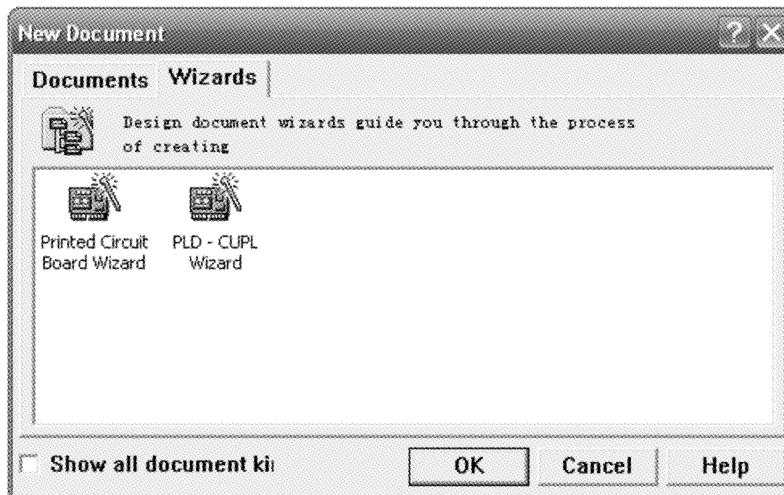 New Document
Documents Wizards
Design document wizards guide you through the process
of creating
Printed Circuit
Board Wizard
PLD - CUPL
Wizard
Show all document ki
OK Cancel Help